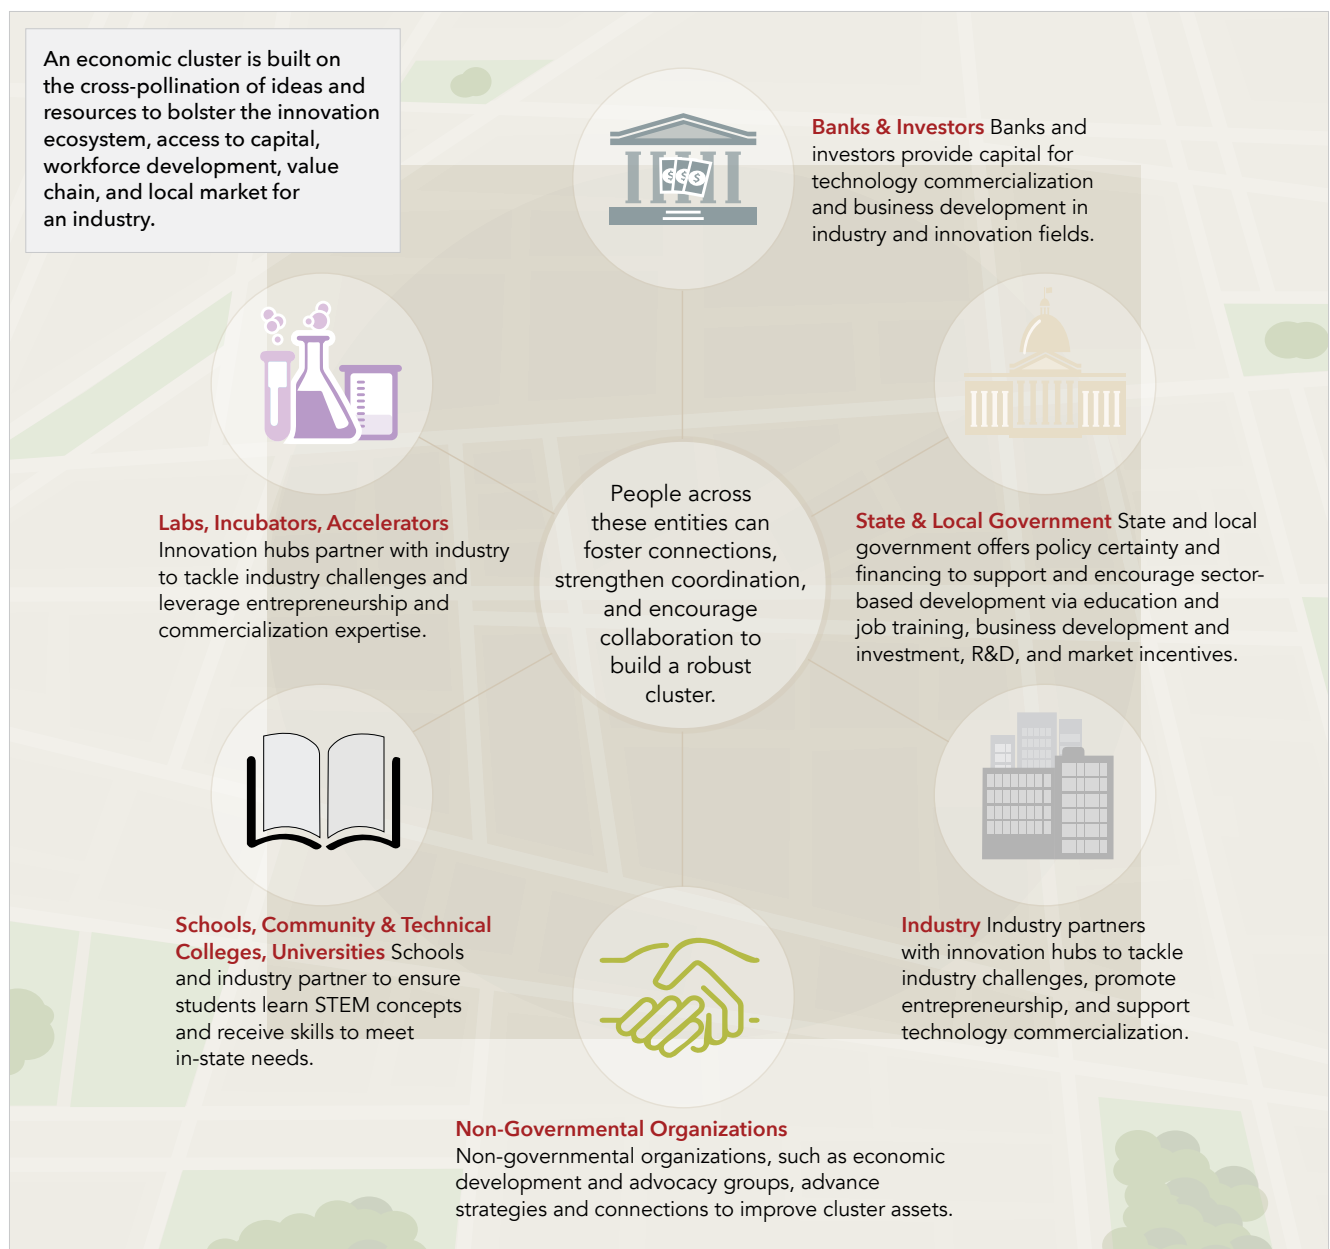 An economic cluster is built on
the cross-pollination of ideas and
resources to bolster the innovation
ecosystem, access to capital,
workforce development, value
chain, and local market for
an industry.
Banks & Investors Banks and
investors provide capital for
technology commercialization
and business development in
industry and innovation fields.
$ $ $
Labs, Incubators, Accelerators
Innovation hubs partner with industry
to tackle industry challenges and
leverage entrepreneurship and
commercialization expertise.
People across
these entities can
foster connections,
strengthen coordination,
and encourage
collaboration to
build a robust
cluster.
State & Local Government State and local
government offers policy certainty and
financing to support and encourage sector-
based development via education and
job training, business development and
investment, R&D, and market incentives.
Schools, Community & Technical
Colleges, Universities Schools
and industry partner to ensure
students learn STEM concepts
and receive skills to meet
in-state needs.
Industry Industry partners
with innovation hubs to tackle
industry challenges, promote
entrepreneurship, and support
technology commercialization.
Non-Governmental Organizations
Non-governmental organizations, such as economic
development and advocacy groups, advance
strategies and connections to improve cluster assets.